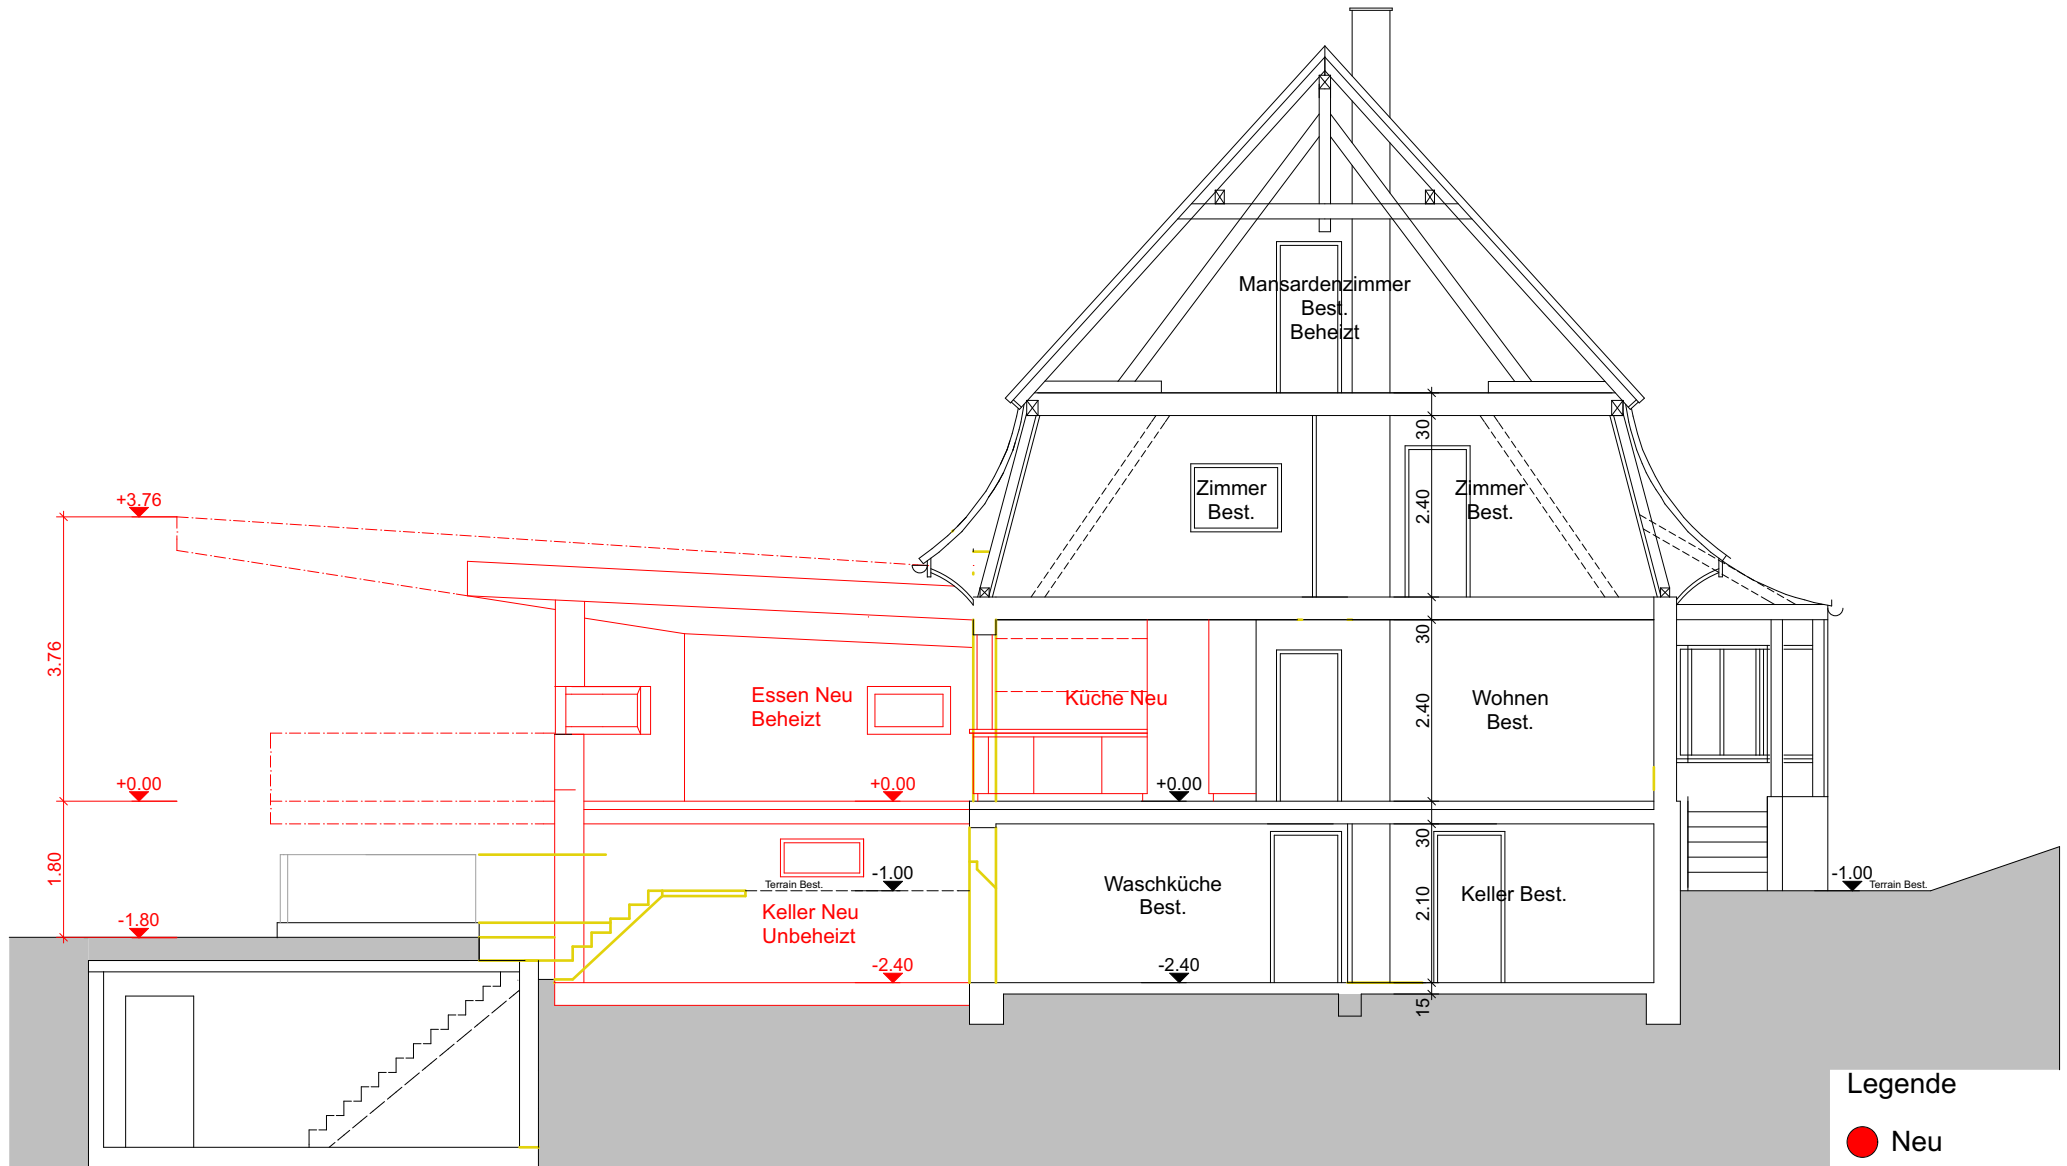 Mansardenzimmer
Best.
Beheizt
30
Zimmer
Best.
2.40
Zimmer
Best.
+3.76
3.76
30
Essen Neu
Beheizt
Küche Neu
2.40
Wohnen
Best.
+0.00
+0.00
+0.00
1.80
30
-1.00
Terrain Best.
-1.00
Terrain Best.
Waschküche
Best.
2.10
Keller Best.
-1.80
Keller Neu
Unbeheizt
-2.40
-2.40
15
Legende
Neu